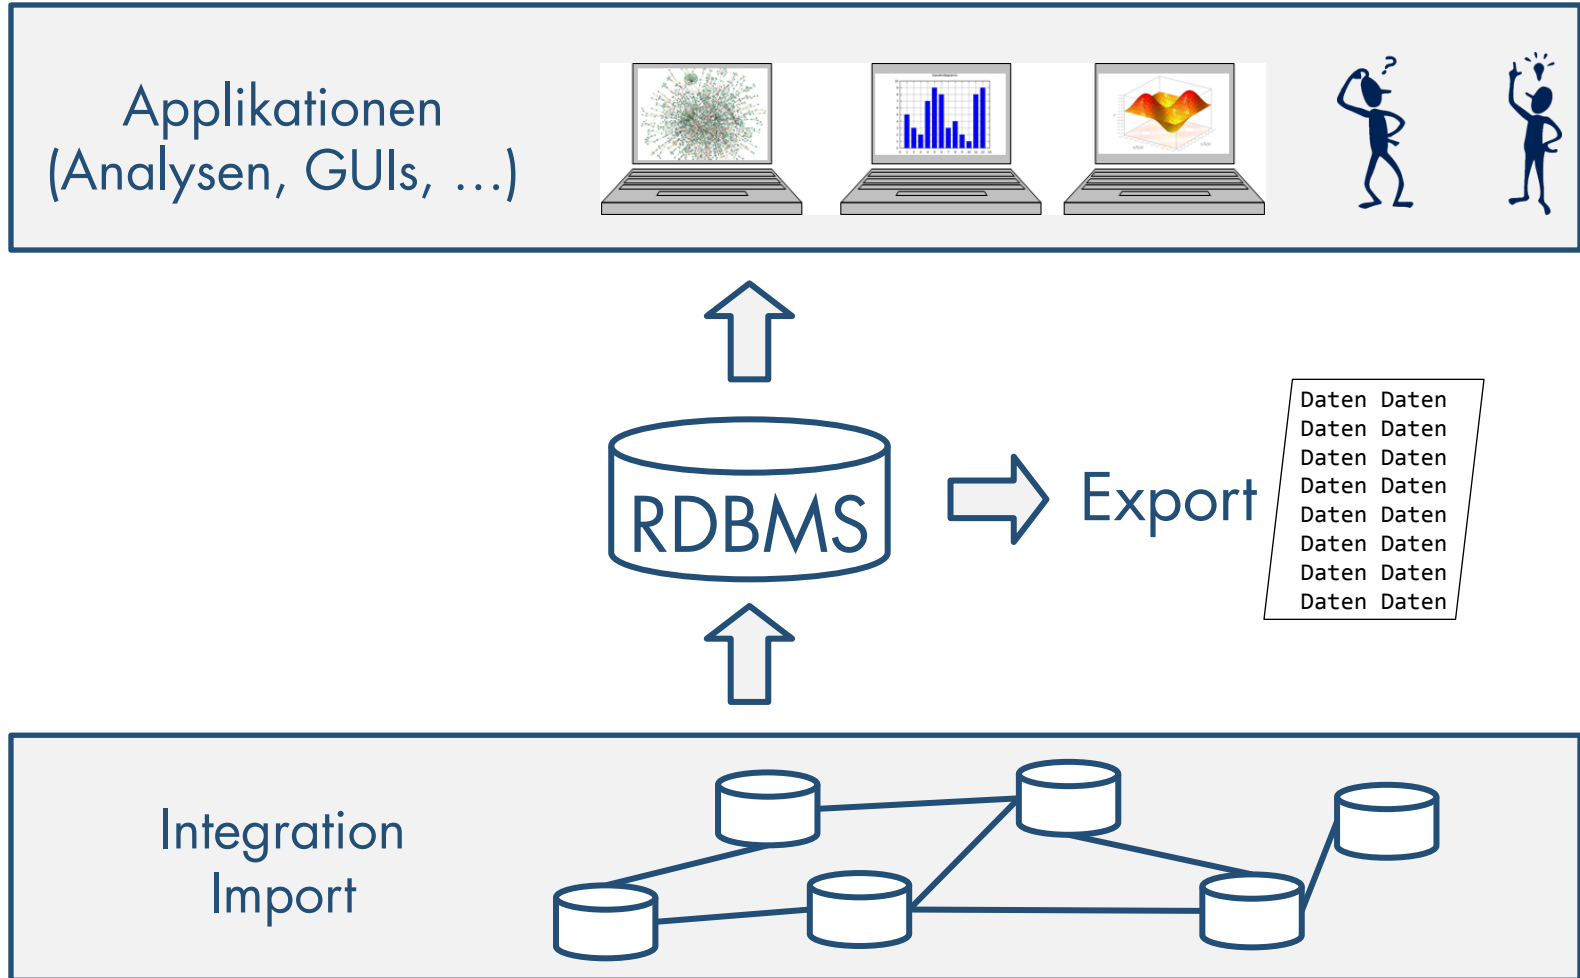 Applikationen
(Analysen, GUIs, ...)
?
RDBMS
Export
Daten Daten
Daten Daten
Daten Daten
Daten Daten
Daten Daten
Daten Daten
Daten Daten
Daten Daten
Integration
Import